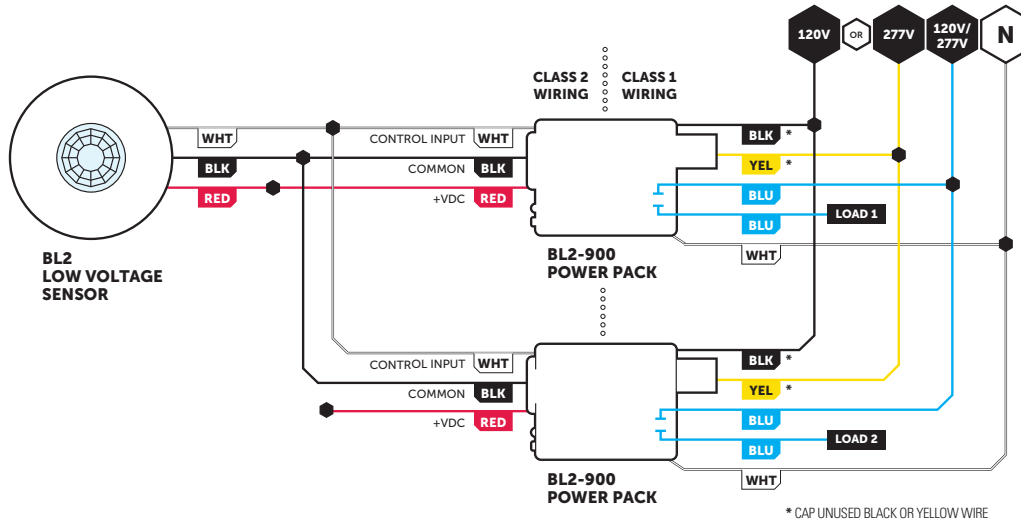 120V
OR
277V
120V/
277V
N
CLASS 2
WIRING
CLASS 1
WIRING
WHT
CONTROL INPUT WHT
BLK *
BLK
COMMON BLK
YEL *
RED
+VDC RED
BLU
BLU
LOAD 1
WHT
BL2
LOW VOLTAGE
SENSOR
BL2-900
POWER PACK
CONTROL INPUT WHT
BLK *
COMMON BLK
YEL *
+VDC RED
BLU
BLU
LOAD 2
WHT
BL2-900
POWER PACK
* CAP UNUSED BLACK OR YELLOW WIRE